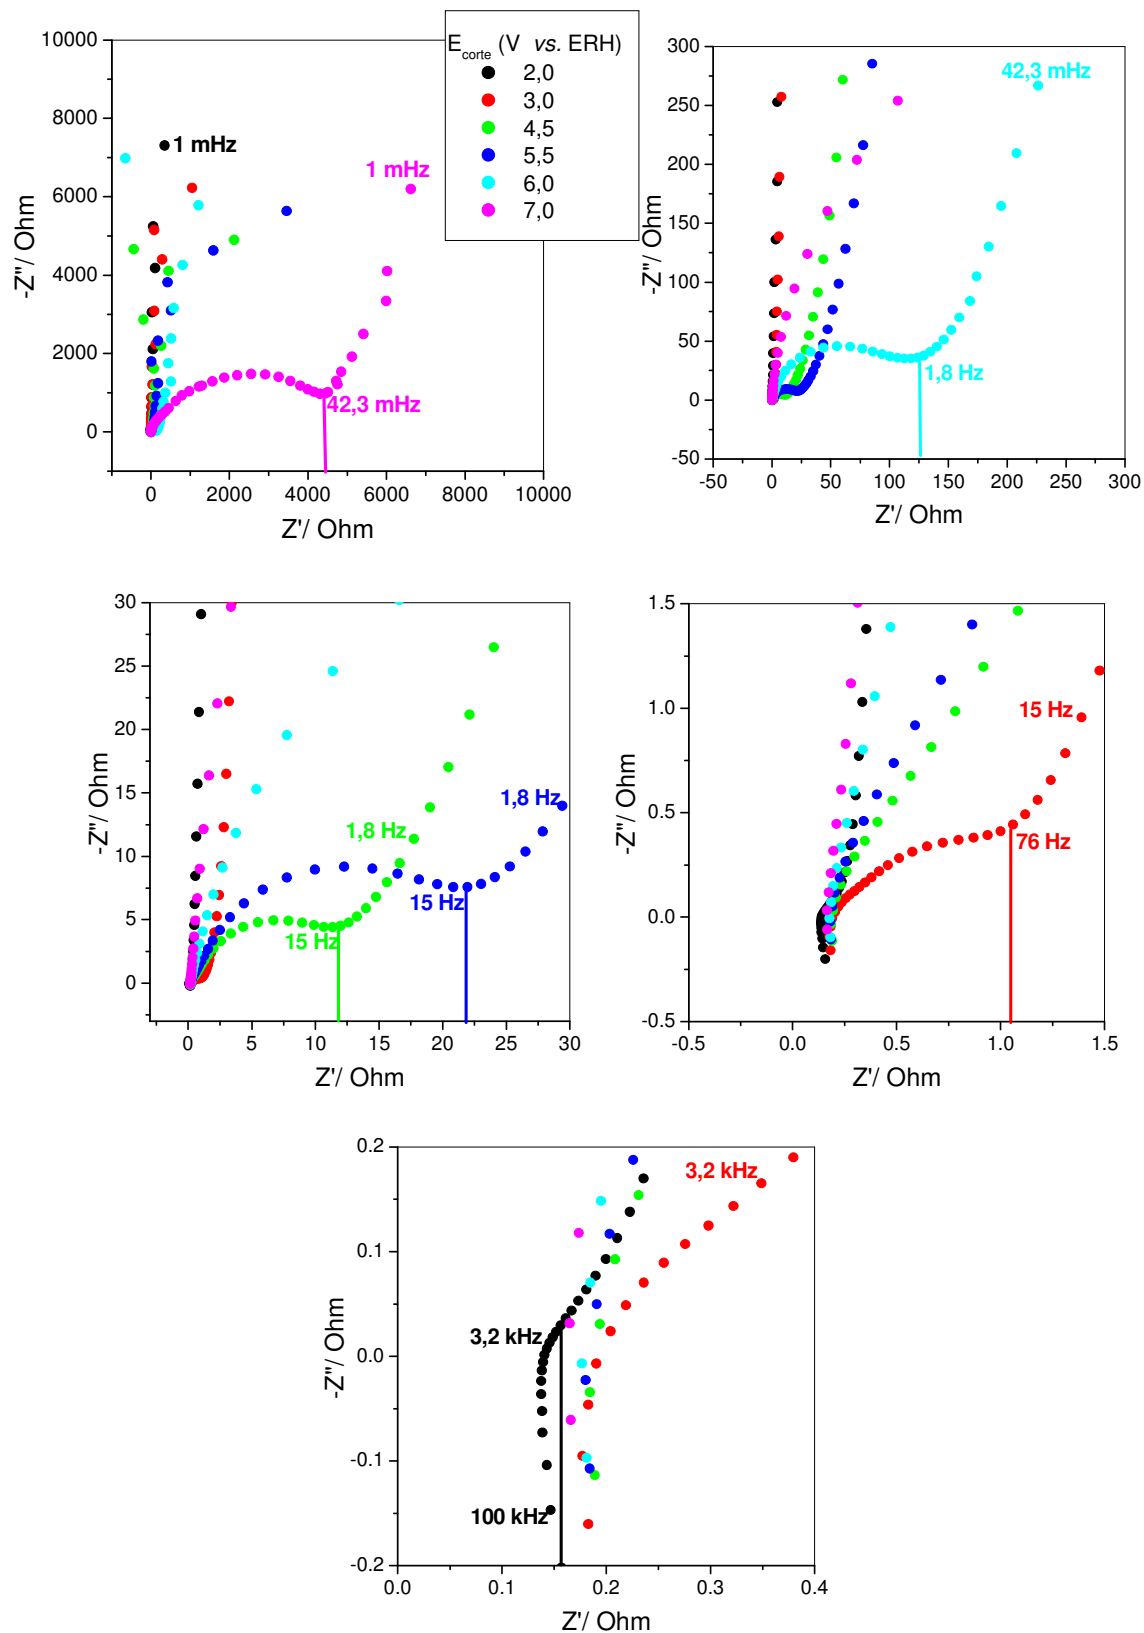 E_corte (V vs. ERH)
2,0
3,0
4,5
5,5
6,0
7,0
10000
8000
6000
4000
2000
0
-Z''/ Ohm
1 mHz
1 mHz
42,3 mHz
0 2000 4000 6000 8000 10000
Z'/ Ohm
300
250
200
150
100
50
0
-50
-Z''/ Ohm
42,3 mHz
1,8 Hz
-50 0 50 100 150 200 250 300
Z'/ Ohm
30
25
20
15
10
5
0
-Z''/ Ohm
1,8 Hz
1,8 Hz
15 Hz
15 Hz
0 5 10 15 20 25 30
Z'/ Ohm
1.5
1.0
0.5
0.0
-0.5
-Z''/ Ohm
15 Hz
76 Hz
-0.5 0.0 0.5 1.0 1.5
Z'/ Ohm
0.2
0.1
0.0
-0.1
-0.2
-Z''/ Ohm
3,2 kHz
3,2 kHz
100 kHz
0.0 0.1 0.2 0.3 0.4
Z'/ Ohm